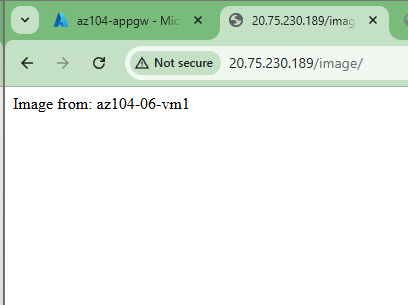 az104-appgw - Mic
20.75.230.189/imag
Not secure
20.75.230.189/image/
Image from: az104-06-vm1